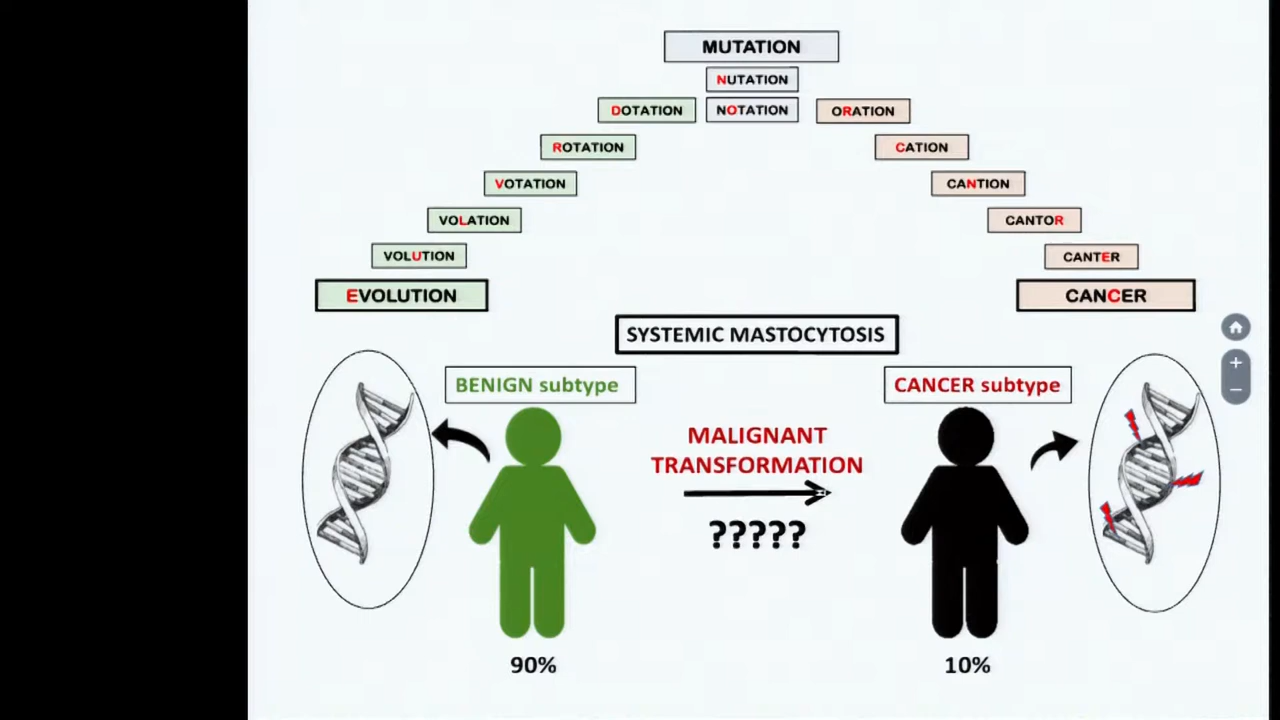 MUTATION
NUTATION
DOTATION
NOTATION
ORATION
ROTATION
CATION
VOTATION
CANTION
VOLATION
CANTOR
VOLUTION
CANTER
EVOLUTION
CANCER
SYSTEMIC MASTOCYTOSIS
BENIGN subtype
CANCER subtype
MALIGNANT
TRANSFORMATION
?????
90%
10%